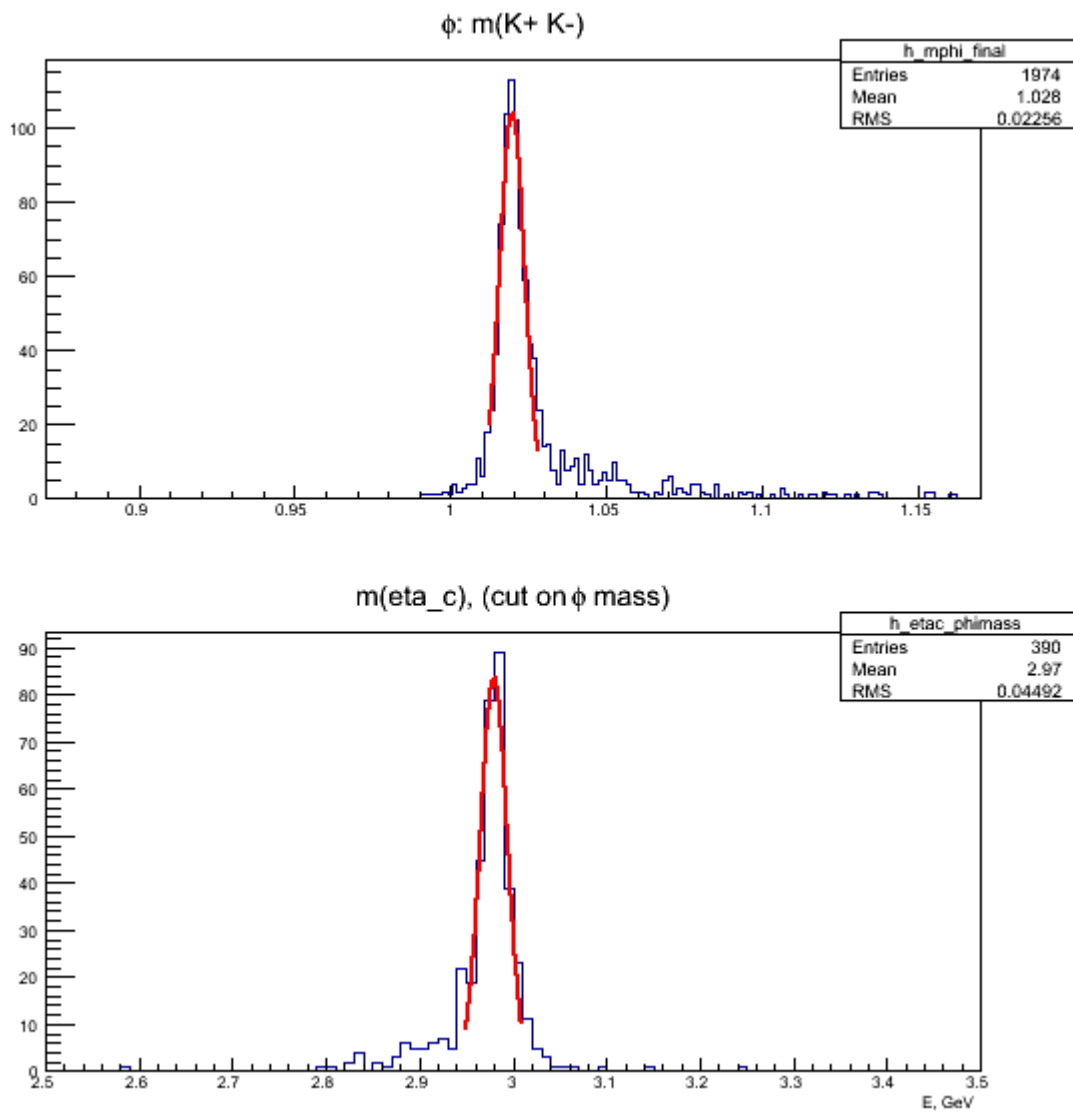 ϕ: m(K+ K-)
h_mphi_final
Entries 1974
Mean 1.028
RMS 0.02256
100
80
60
40
20
0
0.9 0.95 1 1.05 1.1 1.15
m(eta_c), (cut on ϕ mass)
h_etac_phimass
Entries 390
Mean 2.97
RMS 0.04492
90
80
70
60
50
40
30
20
10
0
2.5 2.6 2.7 2.8 2.9 3 3.1 3.2 3.3 3.4 3.5
E, GeV